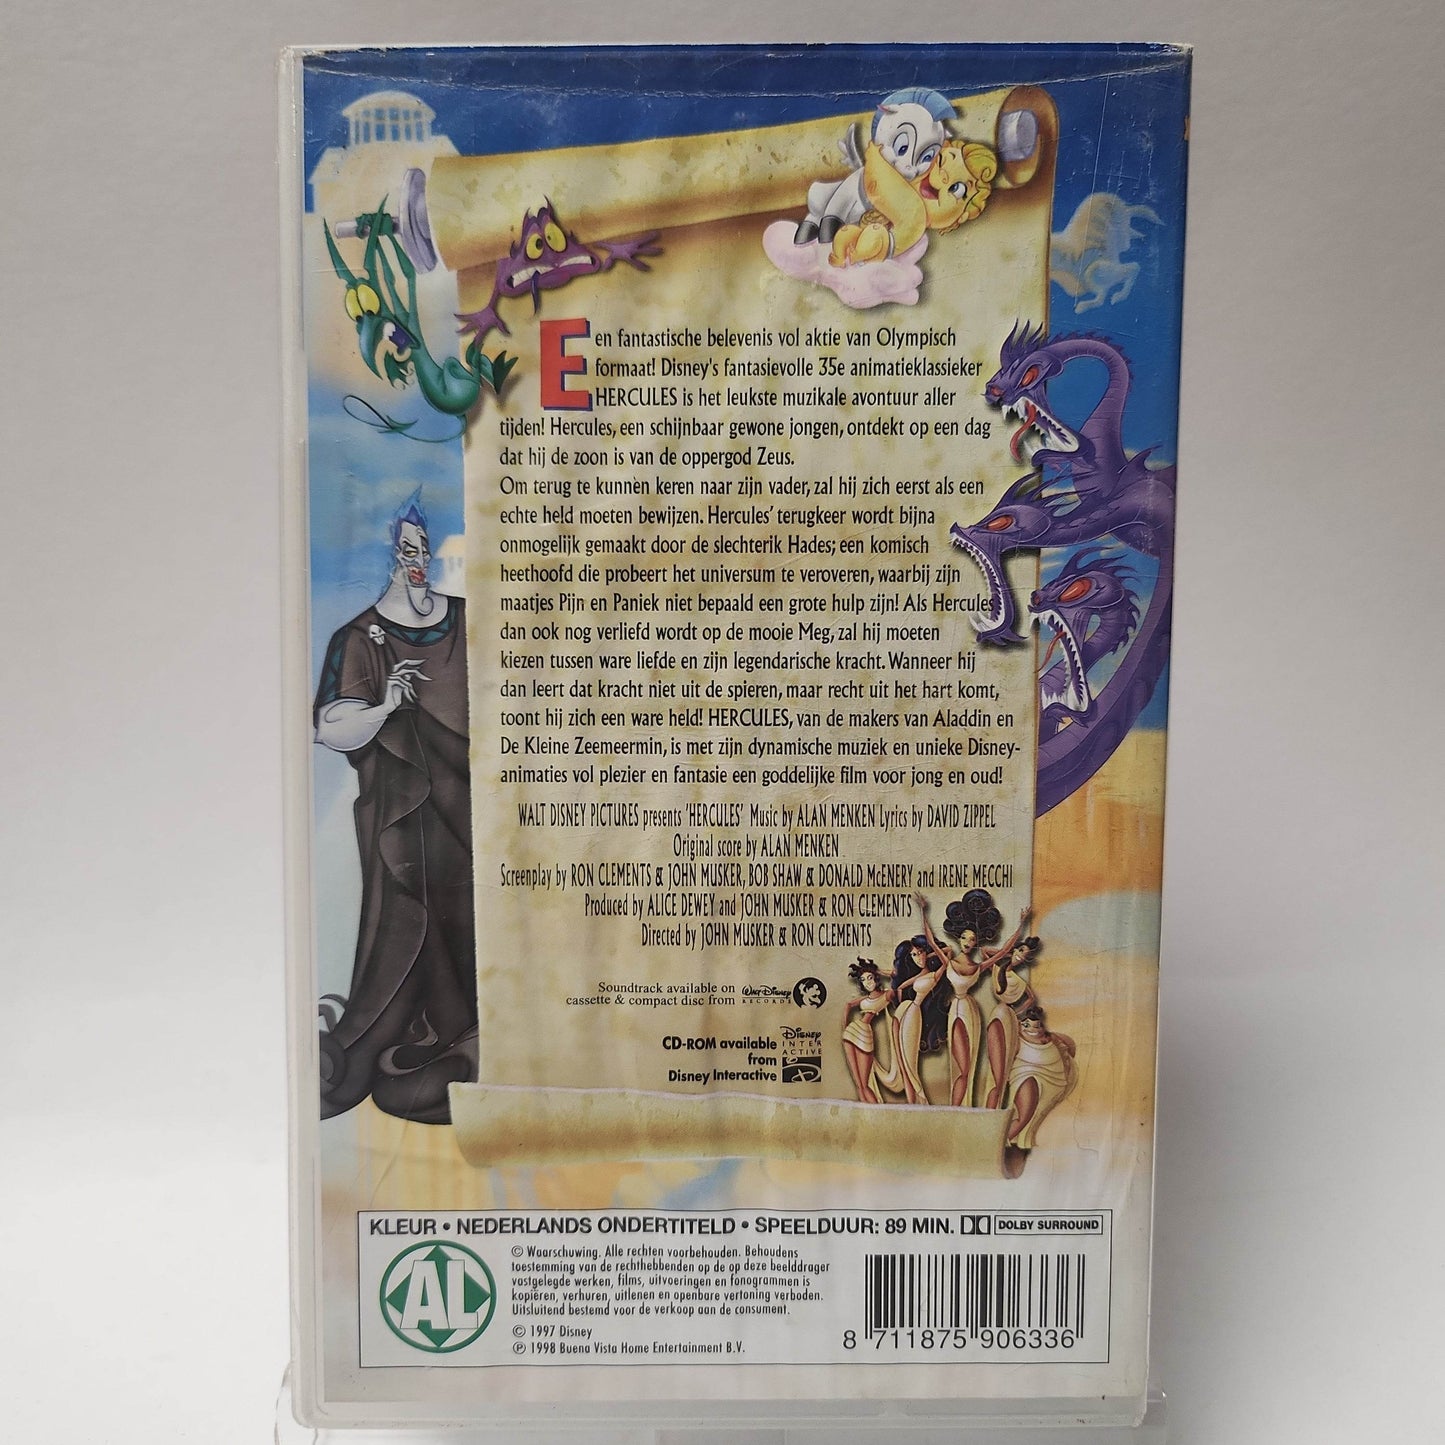 Een fantastische belevenis vol aktie van Olympisch
formaat! Disney's fantasievolle 35e animatieklassieker
HERCULES is het leukste muzikale avontuur aller
tijden! Hercules, een schijnbaar gewone jongen, ontdekt op een dag
dat hij de zoon is van de oppergod Zeus.
Om terug te kunnen keren naar zijn vader, zal hij zich eerst als een
echte held moeten bewijzen. Hercules' terugkeer wordt bijna
onmogelijk gemaakt door de slechterik Hades; een komisch
heethoofd die probeert het universum te veroveren, waarbij zijn
maatjes Pijn en Paniek niet bepaald een grote hulp zijn! Als Hercules
dan ook nog verliefd wordt op de mooie Meg, zal hij moeten
kiezen tussen ware liefde en zijn legendarische kracht. Wanneer hij
dan leert dat kracht niet uit de spieren, maar recht uit het hart komt,
toont hij zich een ware held! HERCULES, van de makers van Aladdin en
De Kleine Zeemeermin, is met zijn dynamische muziek en unieke Disney-
animaties vol plezier en fantasie een goddelijke film voor jong en oud!
WALT DISNEY PICTURES presents 'HERCULES' Music by ALAN MENKEN Lyrics by DAVID ZIPPEL
Original score by ALAN MENKEN
Screenplay by RON CLEMENTS & JOHN MUSKER, BOB SHAW & DONALD McENERY and IRENE MECCHI
Produced by ALICE DEWEY and JOHN MUSKER & RON CLEMENTS
Directed by JOHN MUSKER & RON CLEMENTS
Soundtrack available on
cassette & compact disc from
Walt Disney
RECORDS
CD-ROM available
from
Disney Interactive
Disney
INTER
ACTIVE
D
KLEUR • NEDERLANDS ONDERTITELD • SPEELDUUR: 89 MIN. DOLBY SURROUND
AL
© Waarschuwing. Alle rechten voorbehouden. Behoudens
toestemming van de rechthebbenden op de op deze beelddrager
vastgelegde werken, films, uitvoeringen en fonogrammen is
kopiëren, verhuren, uitlenen en openbare vertoning verboden.
Uitsluitend bestemd voor de verkoop aan de consument.
© 1997 Disney
℗ 1998 Buena Vista Home Entertainment B.V.
8 711875 906336